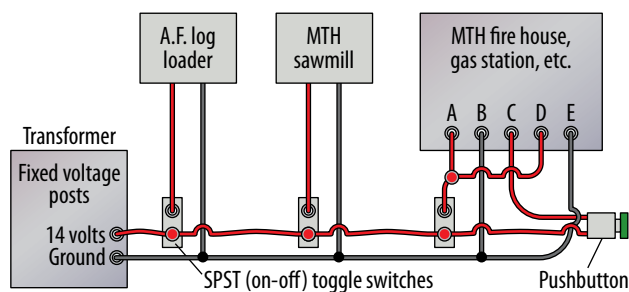 A.F. log
loader
MTH
sawmill
MTH fire house,
gas station, etc.
A B C D E
Transformer
Fixed voltage
posts
14 volts
Ground
SPST (on-off) toggle switches
Pushbutton